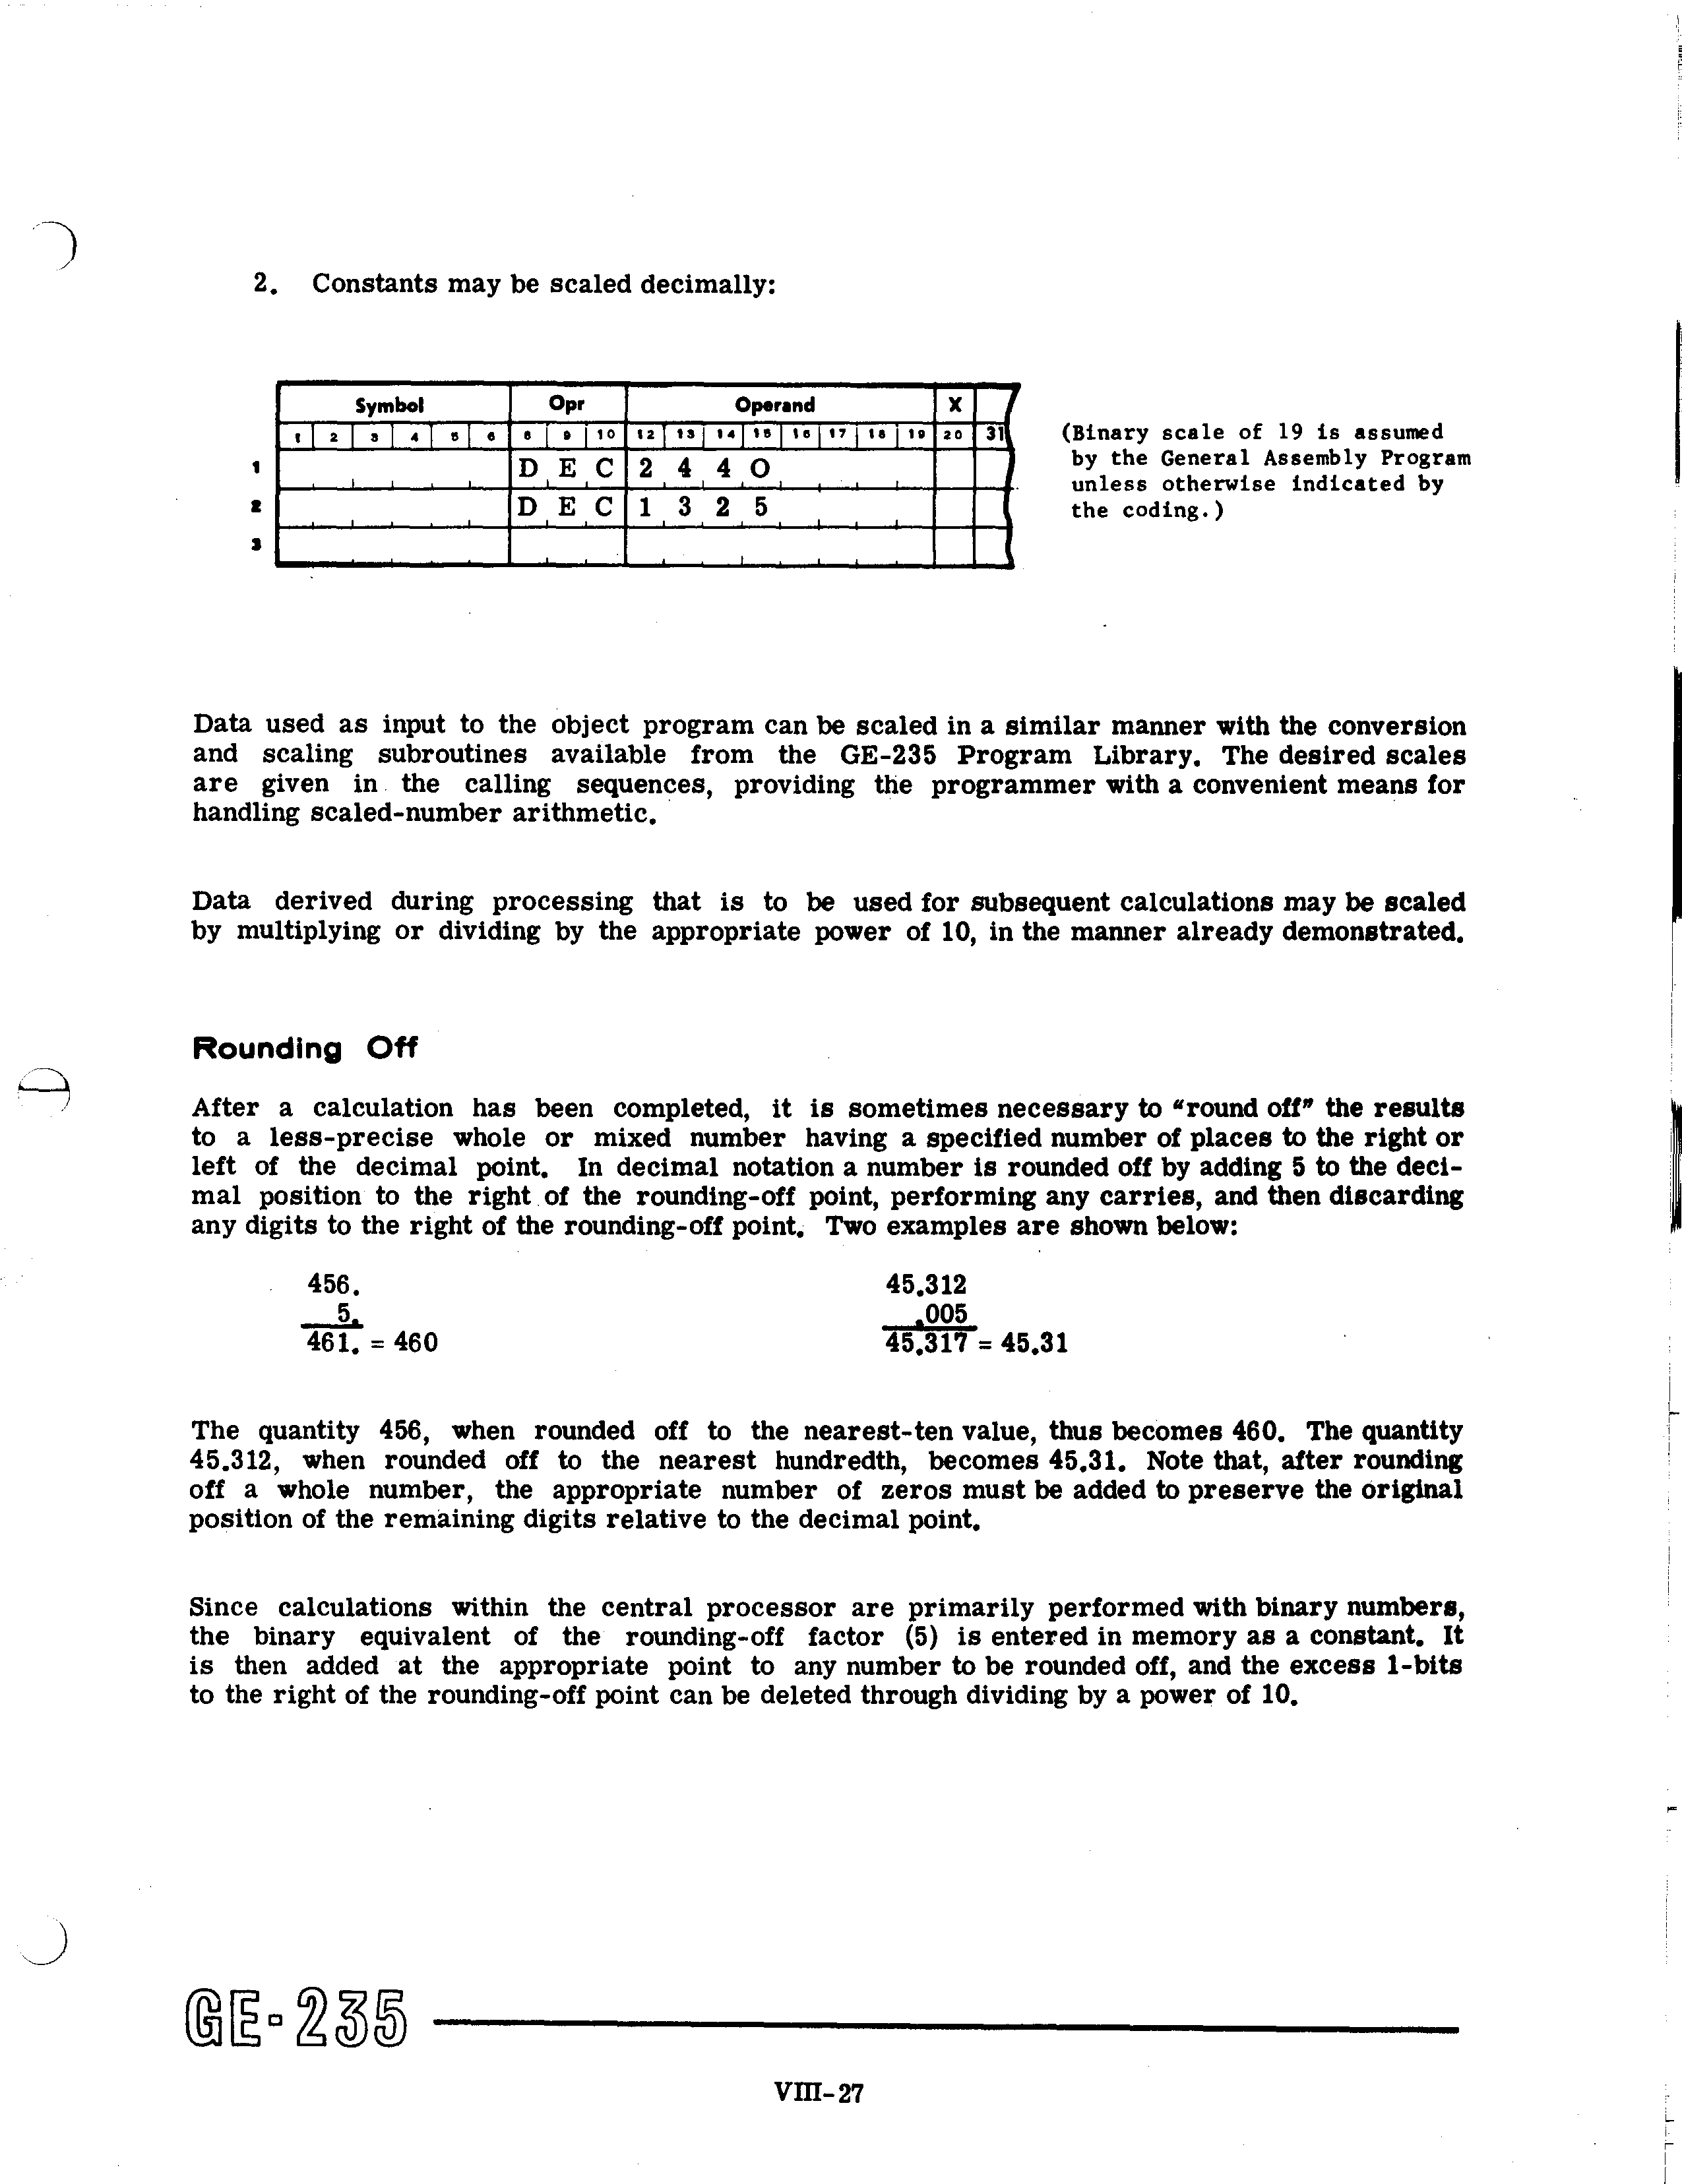 2. Constants may be scaled decimally:
Symbol Opr Operand X
1 2 3 4 5 6 8 9 10 12 13 14 15 16 17 18 19 20 31
1 D E C 2 4 4 0
2 D E C 1 3 2 5
3
(Binary scale of 19 is assumed
by the General Assembly Program
unless otherwise indicated by
the coding.)
Data used as input to the object program can be scaled in a similar manner with the conversion
and scaling subroutines available from the GE-235 Program Library. The desired scales
are given in the calling sequences, providing the programmer with a convenient means for
handling scaled-number arithmetic.
Data derived during processing that is to be used for subsequent calculations may be scaled
by multiplying or dividing by the appropriate power of 10, in the manner already demonstrated.
Rounding Off
After a calculation has been completed, it is sometimes necessary to “round off” the results
to a less-precise whole or mixed number having a specified number of places to the right or
left of the decimal point. In decimal notation a number is rounded off by adding 5 to the deci-
mal position to the right of the rounding-off point, performing any carries, and then discarding
any digits to the right of the rounding-off point. Two examples are shown below:
456. 45.312
5. .005
461. = 460 45.317 = 45.31
The quantity 456, when rounded off to the nearest-ten value, thus becomes 460. The quantity
45.312, when rounded off to the nearest hundredth, becomes 45.31. Note that, after rounding
off a whole number, the appropriate number of zeros must be added to preserve the original
position of the remaining digits relative to the decimal point.
Since calculations within the central processor are primarily performed with binary numbers,
the binary equivalent of the rounding-off factor (5) is entered in memory as a constant. It
is then added at the appropriate point to any number to be rounded off, and the excess 1-bits
to the right of the rounding-off point can be deleted through dividing by a power of 10.
GE-235
VIII-27